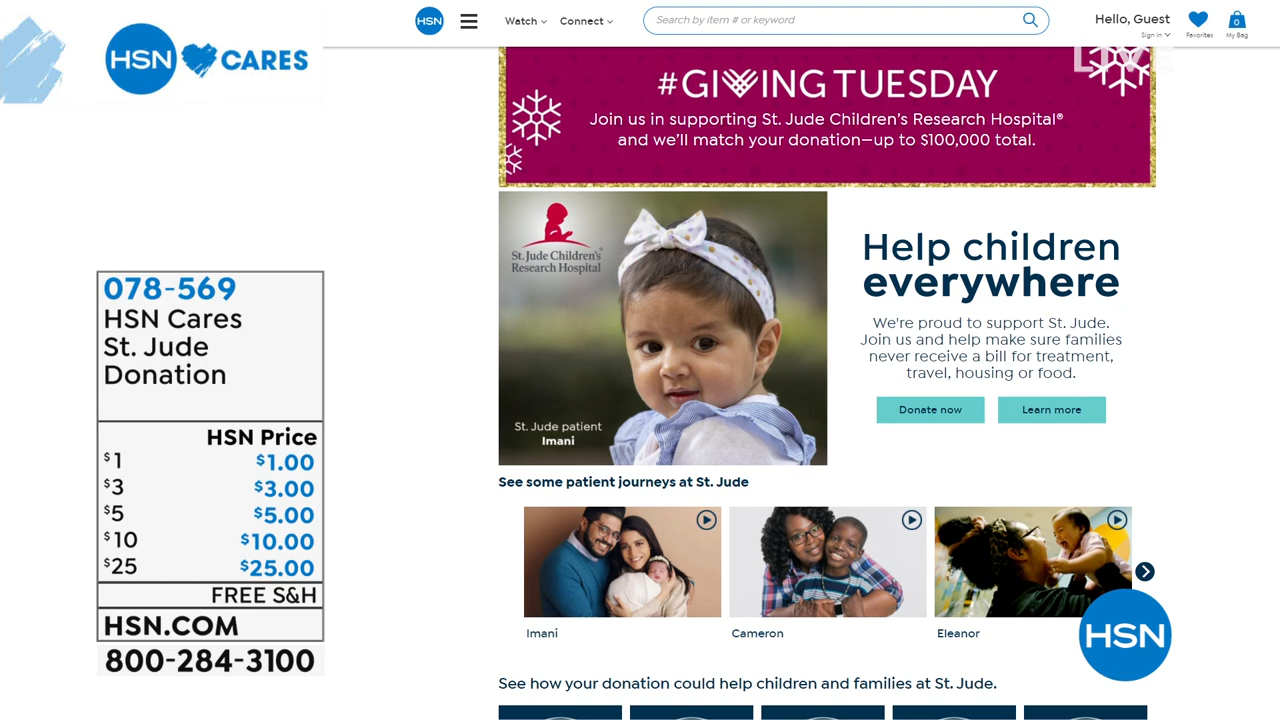 HSN CARES
078-569
HSN Cares
St. Jude
Donation
HSN Price
$1 $1.00
$3 $3.00
$5 $5.00
$10 $10.00
$25 $25.00
FREE S&H
HSN.COM
800-284-3100
HSN
Watch
Connect
Search by item # or keyword
Hello, Guest
Sign in
Favorites
0
My Bag
LIVE
#GIVING TUESDAY
Join us in supporting St. Jude Children's Research Hospital®
and we'll match your donation—up to $100,000 total.
St. Jude Children's
Research Hospital®
St. Jude patient
Imani
Help children
everywhere
We're proud to support St. Jude.
Join us and help make sure families
never receive a bill for treatment,
travel, housing or food.
Donate now
Learn more
See some patient journeys at St. Jude
Imani
Cameron
Eleanor
HSN
See how your donation could help children and families at St. Jude.